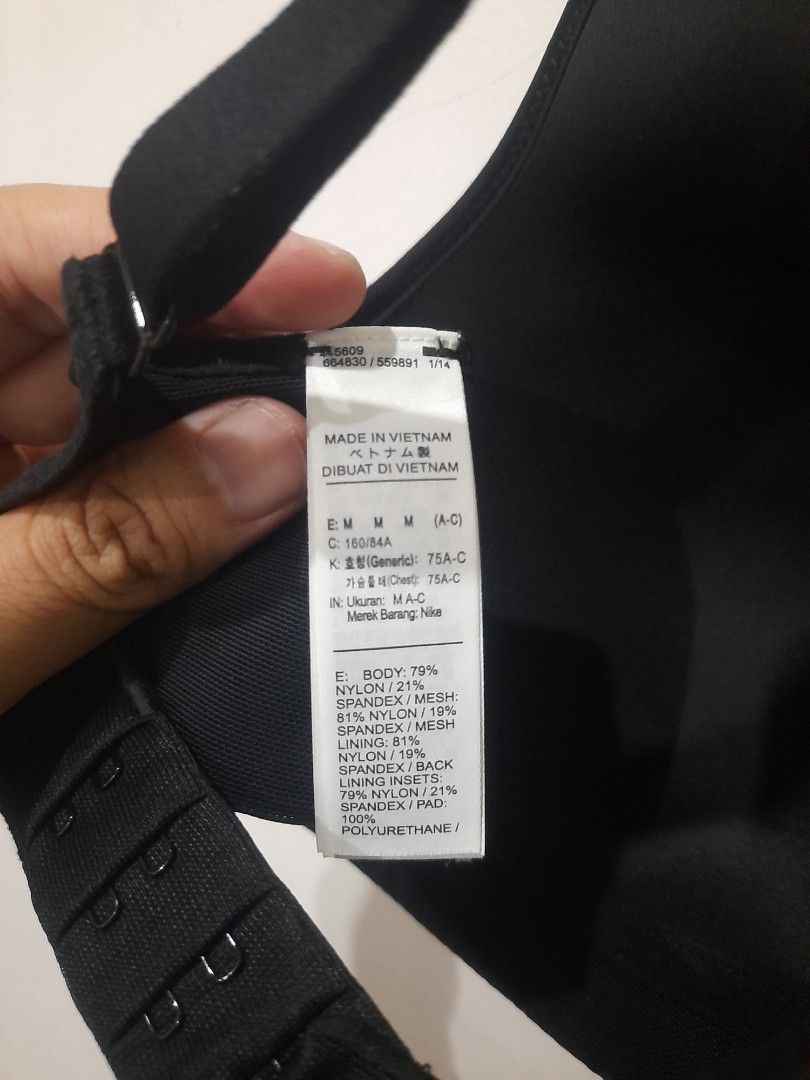 5609
664830 / 559891 1/14
MADE IN VIETNAM
ベトナム製
DIBUAT DI VIETNAM
E: M M M (A-C)
C: 160/84A
K: 호칭(Generic): 75A-C
가슴둘레(Chest): 75A-C
IN: Ukuran: M A-C
Merek Barang: Nike
E: BODY: 79%
NYLON / 21%
SPANDEX / MESH:
81% NYLON / 19%
SPANDEX / MESH
LINING: 81%
NYLON / 19%
SPANDEX / BACK
LINING INSETS:
79% NYLON / 21%
SPANDEX / PAD:
100%
POLYURETHANE /